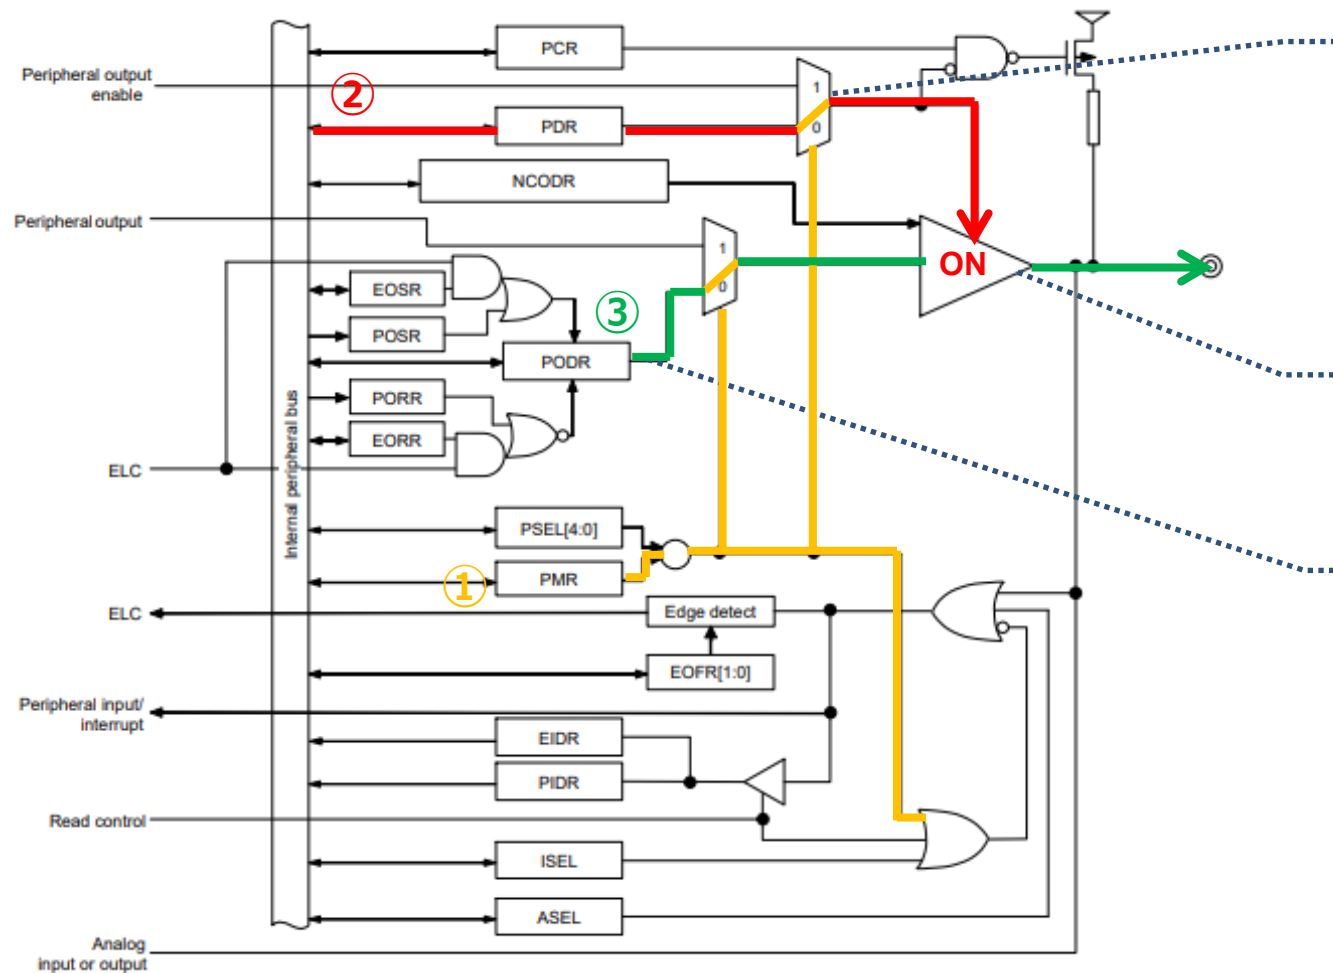 PCR
Peripheral output
enable
②
1
PDR
0
NCODR
Peripheral output
1
ON
EOSR
0
③
POSR
PODR
PORR
EORR
Internal peripheral bus
ELC
PSEL[4:0]
①
PMR
ELC
Edge detect
EOFR[1:0]
Peripheral input/
interrupt
EIDR
PIDR
Read control
ISEL
ASEL
Analog
input or output